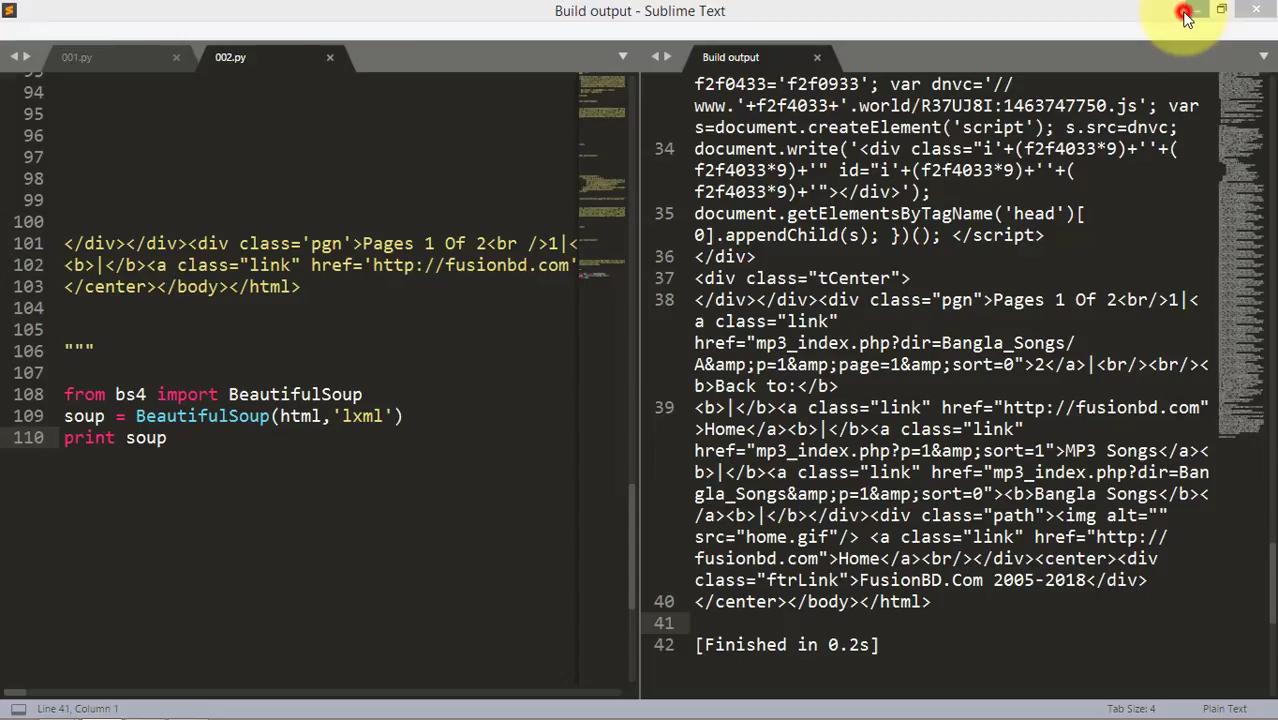 Build output - Sublime Text
001.py
002.py
Build output
94
95
96
97
98
99
100
101 </div></div><div class='pgn'>Pages 1 Of 2<br />1|<
102 <b>|</b><a class="link" href='http://fusionbd.com'
103 </center></body></html>
104
105
106 """
107
108 from bs4 import BeautifulSoup
109 soup = BeautifulSoup(html,'lxml')
110 print soup
f2f0433='f2f0933'; var dnvc='//
www.'+f2f4033+'.world/R37UJ8I:1463747750.js'; var
s=document.createElement('script'); s.src=dnvc;
34 document.write('<div class="i'+(f2f4033*9)+''+(
f2f4033*9)+'" id="i'+(f2f4033*9)+''+(
f2f4033*9)+'"></div>');
35 document.getElementsByTagName('head')[
0].appendChild(s); })(); </script>
36 </div>
37 <div class="tCenter">
38 </div></div><div class="pgn">Pages 1 Of 2<br/>1|<
a class="link"
href="mp3_index.php?dir=Bangla_Songs/
A&amp;p=1&amp;page=1&amp;sort=0">2</a>|<br/><br/><
b>Back to:</b>
39 <b>|</b><a class="link" href="http://fusionbd.com"
>Home</a><b>|</b><a class="link"
href="mp3_index.php?p=1&amp;sort=1">MP3 Songs</a><
b>|</b><a class="link" href="mp3_index.php?dir=Ban
gla_Songs&amp;p=1&amp;sort=0"><b>Bangla Songs</b><
/a><b>|</b></div><div class="path"><img alt=""
src="home.gif"/> <a class="link" href="http://
fusionbd.com">Home</a><br/></div><center><div
class="ftrLink">FusionBD.Com 2005-2018</div>
40 </center></body></html>
41
42 [Finished in 0.2s]
Line 41, Column 1
Tab Size: 4
Plain Text